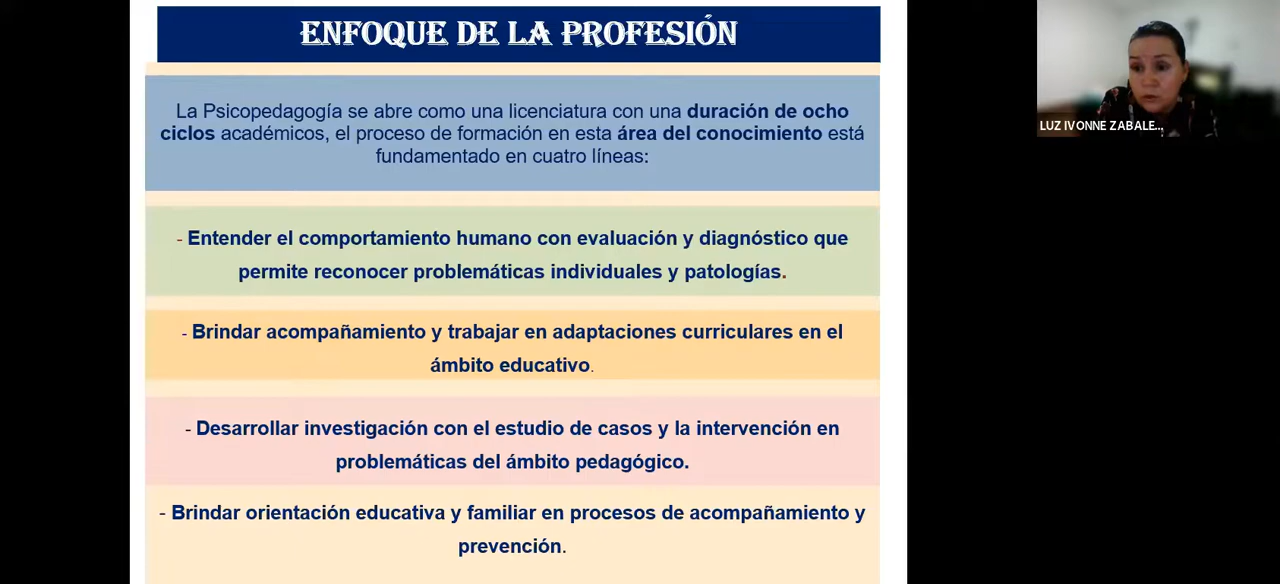 ENFOQUE DE LA PROFESIÓN
La Psicopedagogía se abre como una licenciatura con una duración de ocho
ciclos académicos, el proceso de formación en esta área del conocimiento está
fundamentado en cuatro líneas:
- Entender el comportamiento humano con evaluación y diagnóstico que
permite reconocer problemáticas individuales y patologías.
- Brindar acompañamiento y trabajar en adaptaciones curriculares en el
ámbito educativo.
- Desarrollar investigación con el estudio de casos y la intervención en
problemáticas del ámbito pedagógico.
- Brindar orientación educativa y familiar en procesos de acompañamiento y
prevención.
LUZ IVONNE ZABALE...